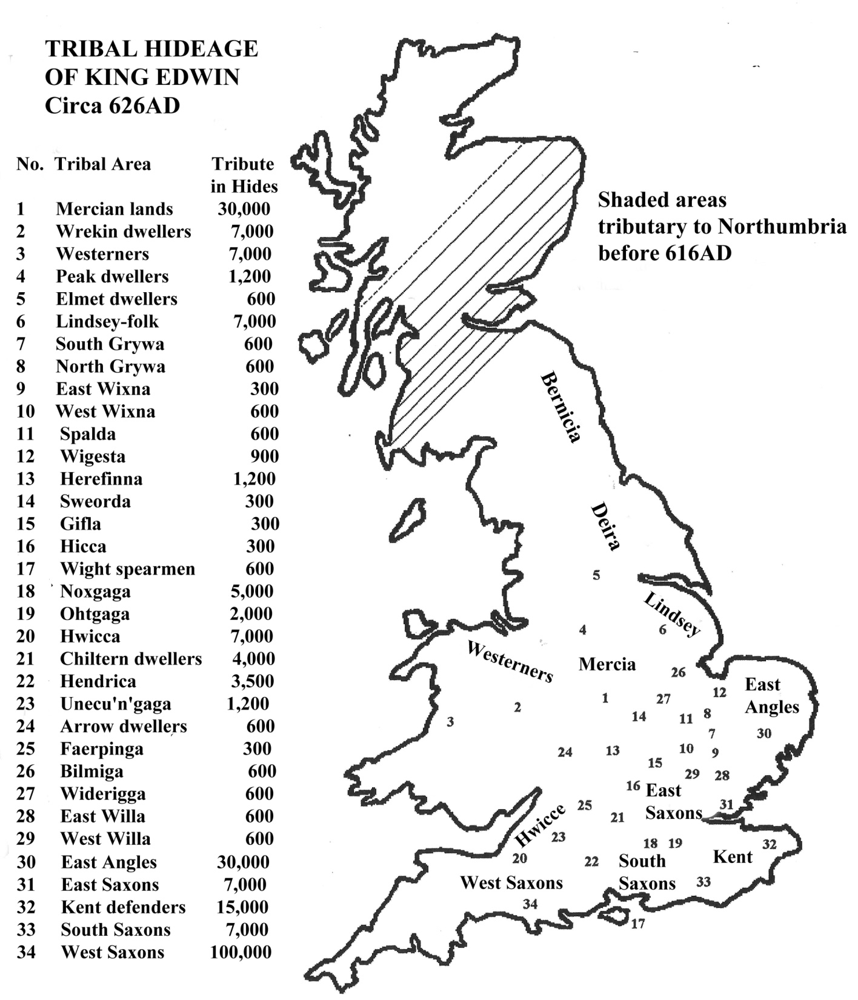 TRIBAL HIDEAGE
OF KING EDWIN
Circa 626AD
No. Tribal Area Tribute
in Hides
1 Mercian lands 30,000
2 Wrekin dwellers 7,000
3 Westerners 7,000
4 Peak dwellers 1,200
5 Elmet dwellers 600
6 Lindsey-folk 7,000
7 South Grywa 600
8 North Grywa 600
9 East Wixna 300
10 West Wixna 600
11 Spalda 600
12 Wigesta 900
13 Herefinna 1,200
14 Sweorda 300
15 Gifla 300
16 Hicca 300
17 Wight spearmen 600
18 Noxgaga 5,000
19 Ohtgaga 2,000
20 Hwicca 7,000
21 Chiltern dwellers 4,000
22 Hendrica 3,500
23 Unecu'n'gaga 1,200
24 Arrow dwellers 600
25 Faerpinga 300
26 Bilmiga 600
27 Widerigga 600
28 East Willa 600
29 West Willa 600
30 East Angles 30,000
31 East Saxons 7,000
32 Kent defenders 15,000
33 South Saxons 7,000
34 West Saxons 100,000
Shaded areas
tributary to Northumbria
before 616AD
Bernicia
Deira
5
Lindsey
4
6
Westerners
Mercia
26
East
Angles
12
1
27
2
14
11
8
3
7
30
24
13
10
9
15
29
28
16
East
Saxons
31
25
21
Hwicce
23
18
19
32
20
22
South
Saxons
Kent
West Saxons
33
34
17